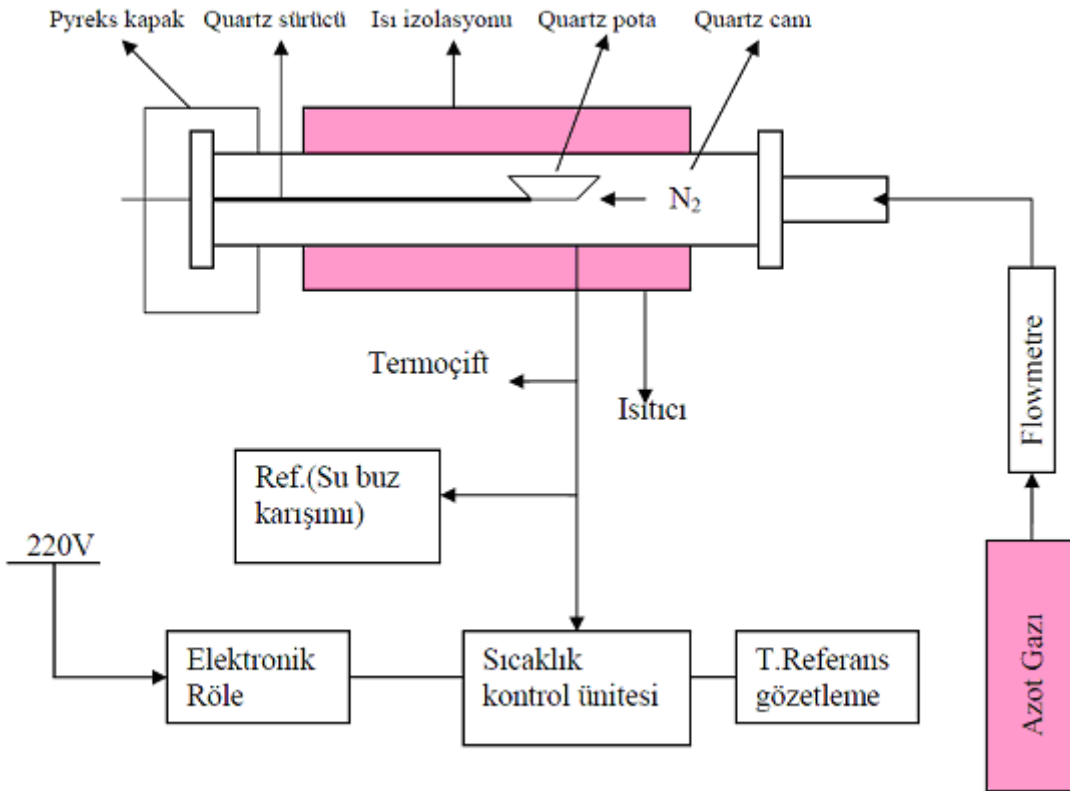 Pyreks kapak
Quartz sürücü
Isı izolasyonu
Quartz pota
Quartz cam
N₂
Termoçift
Isıtıcı
Flowmetre
Ref.(Su buz
karışımı)
220V
Elektronik
Röle
Sıcaklık
kontrol ünitesi
T.Referans
gözetleme
Azot Gazı